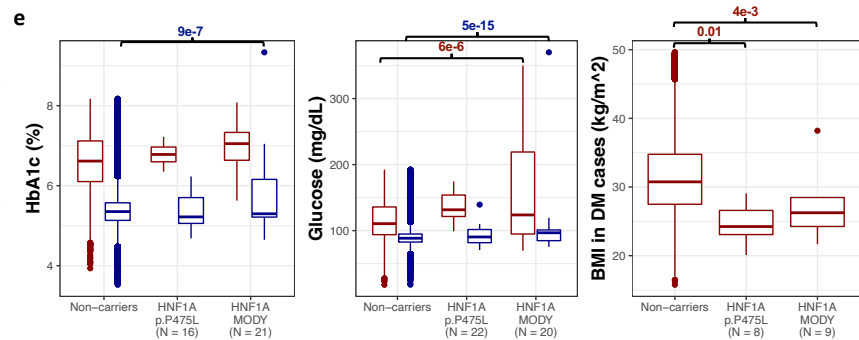 e
9e-7
5e-15
6e-6
4e-3
0.01
HbA1c (%)
8
6
4
Non-carriers
HNF1A
p.P475L
(N = 16)
HNF1A
MODY
(N = 21)
Glucose (mg/dL)
300
200
100
Non-carriers
HNF1A
p.P475L
(N = 22)
HNF1A
MODY
(N = 20)
BMI in DM cases (kg/m^2)
50
40
30
20
Non-carriers
HNF1A
p.P475L
(N = 8)
HNF1A
MODY
(N = 9)